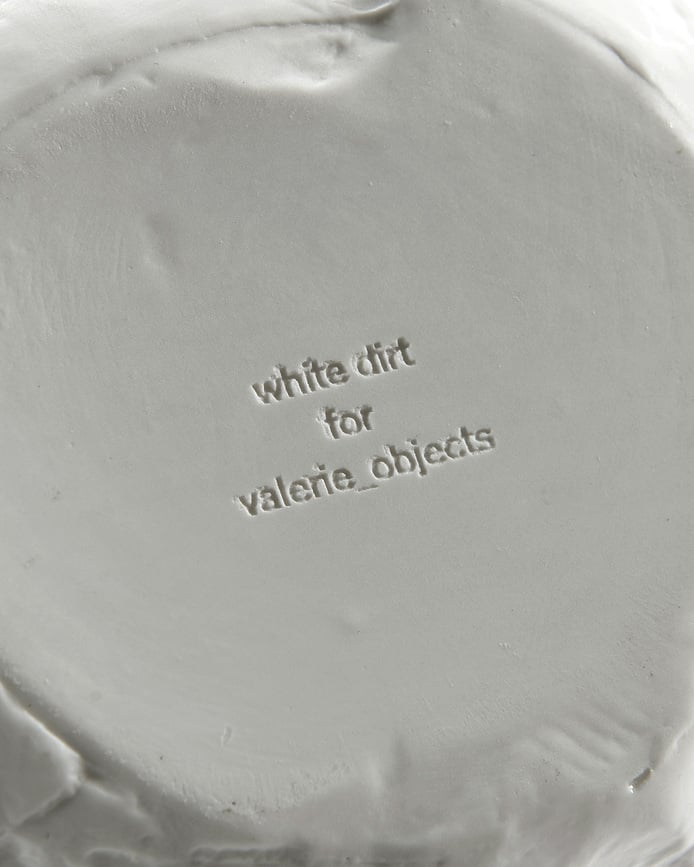 white dirt
for
valerie_objects